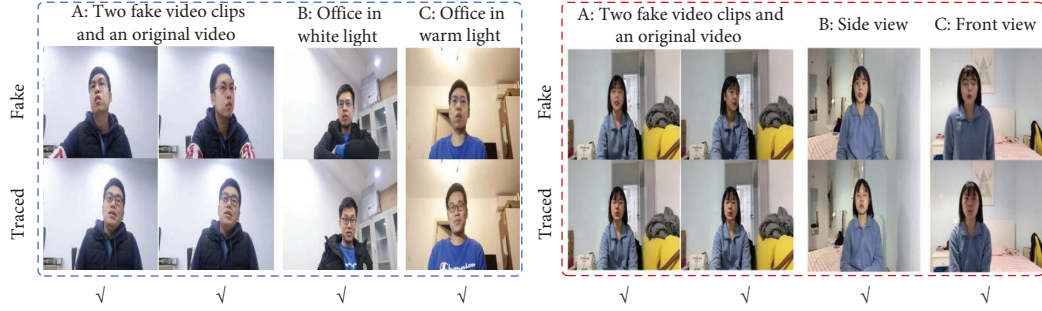 A: Two fake video clips
and an original video
B: Office in
white light
C: Office in
warm light
Fake
Traced
Champion
√ √ √ √
A: Two fake video clips and
an original video
B: Side view
C: Front view
Fake
Traced
√ √ √ √